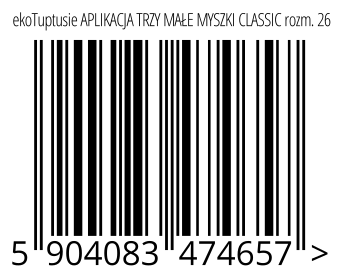 ekoTuptusie APLIKACJA TRZY MAŁE MYSZKI CLASSIC rozm. 26
5 904083 474657 >